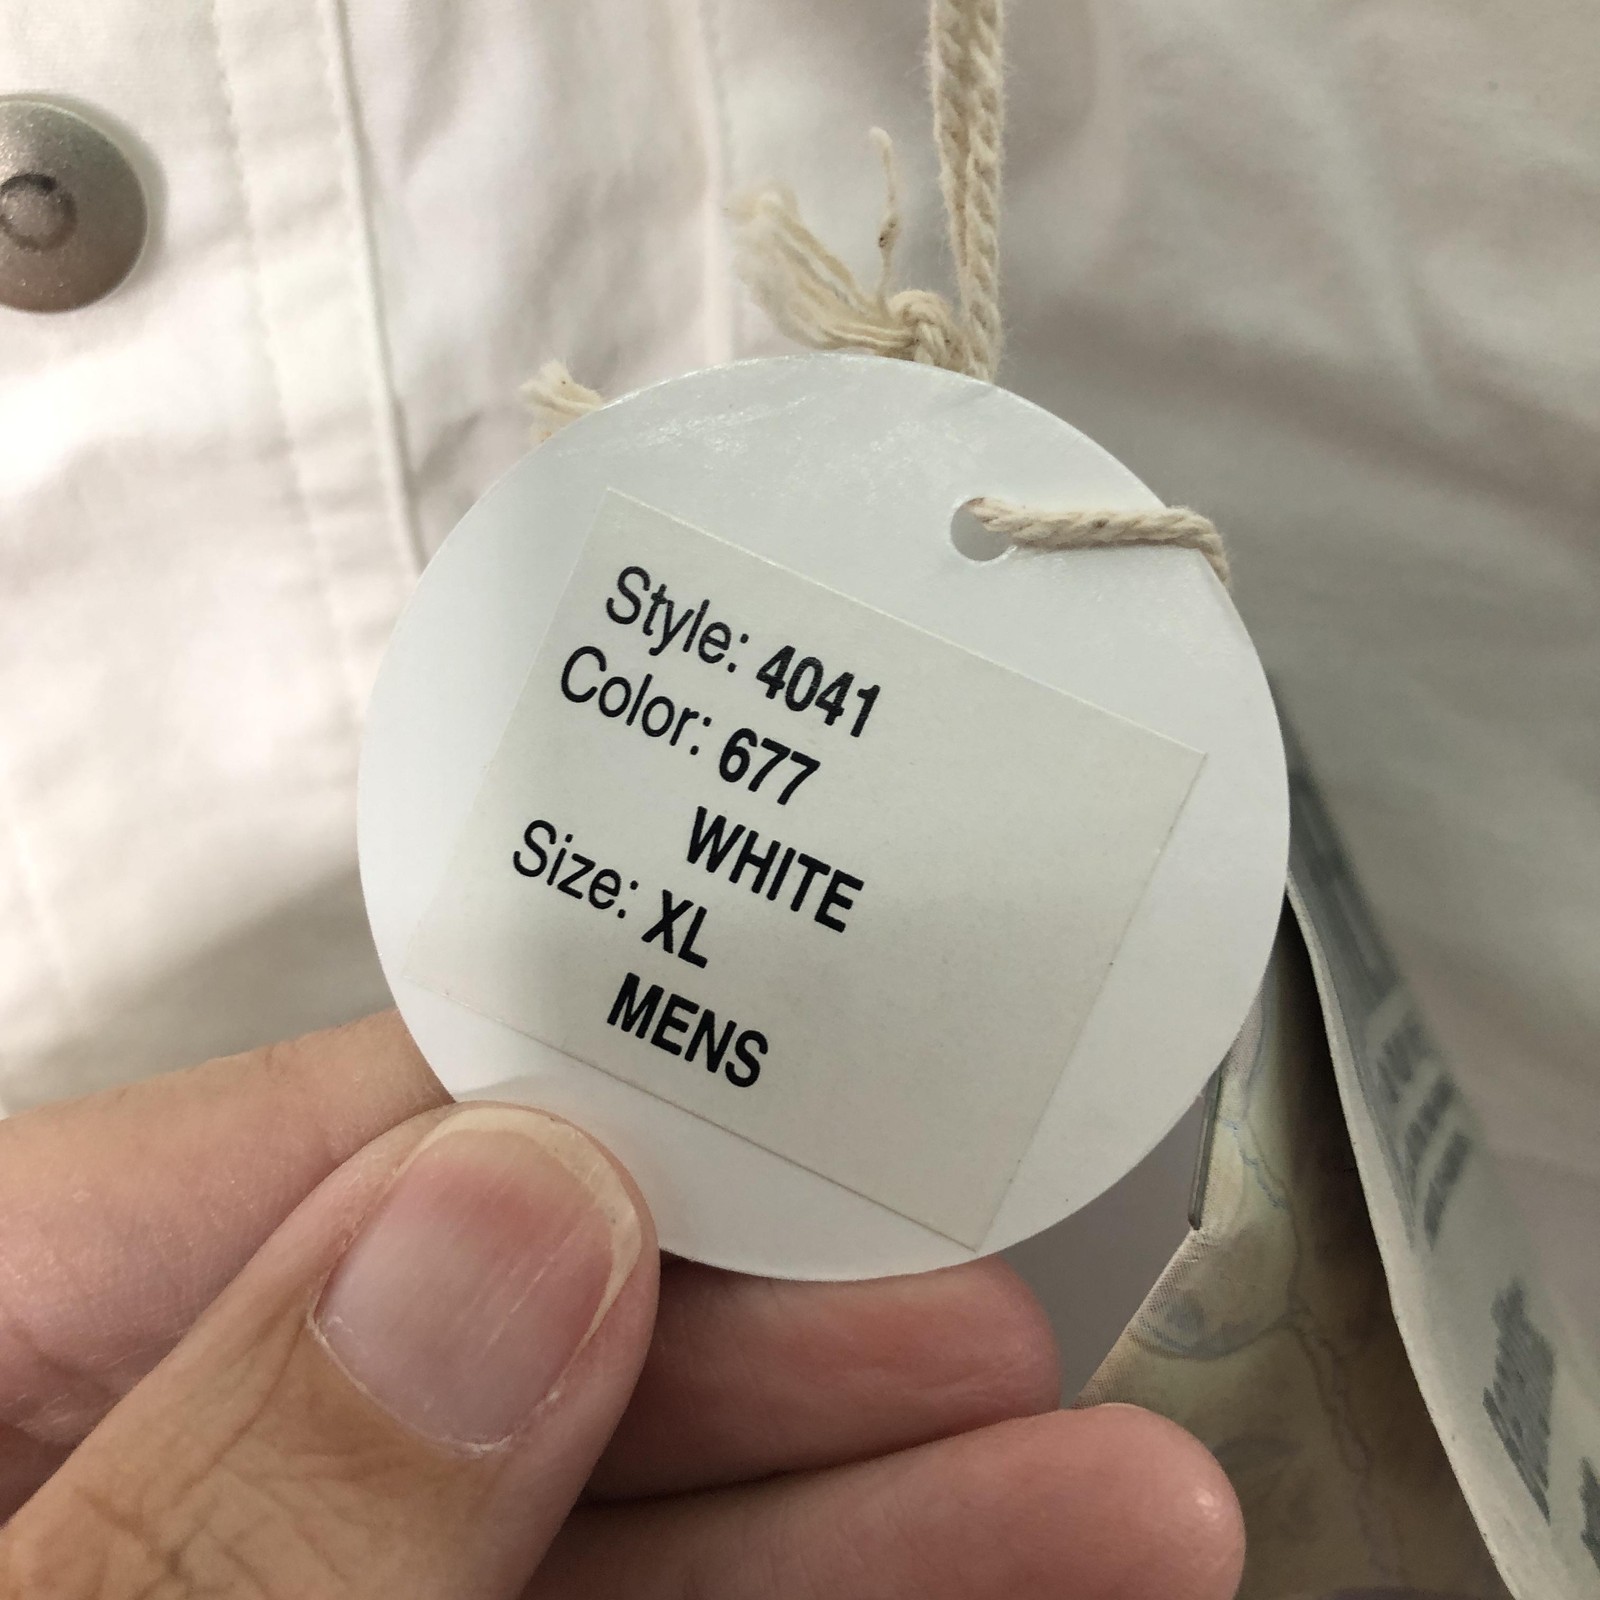 Style: 4041
Color: 677
WHITE
Size: XL
MENS